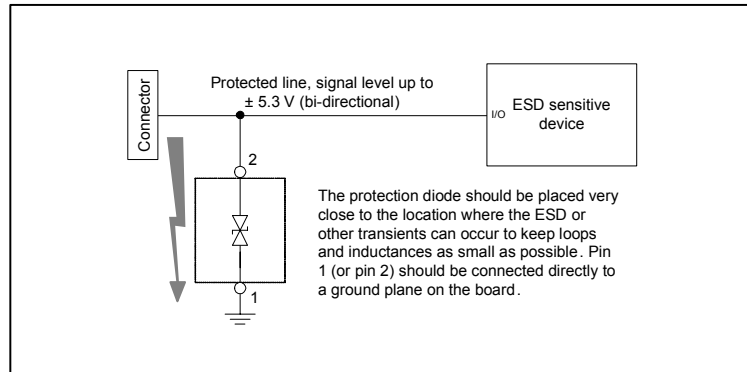 Connector
Protected line, signal level up to
± 5.3 V (bi-directional)
I/O
ESD sensitive
device
2
The protection diode should be placed very
close to the location where the ESD or
other transients can occur to keep loops
and inductances as small as possible. Pin
1 (or pin 2) should be connected directly to
a ground plane on the board.
1